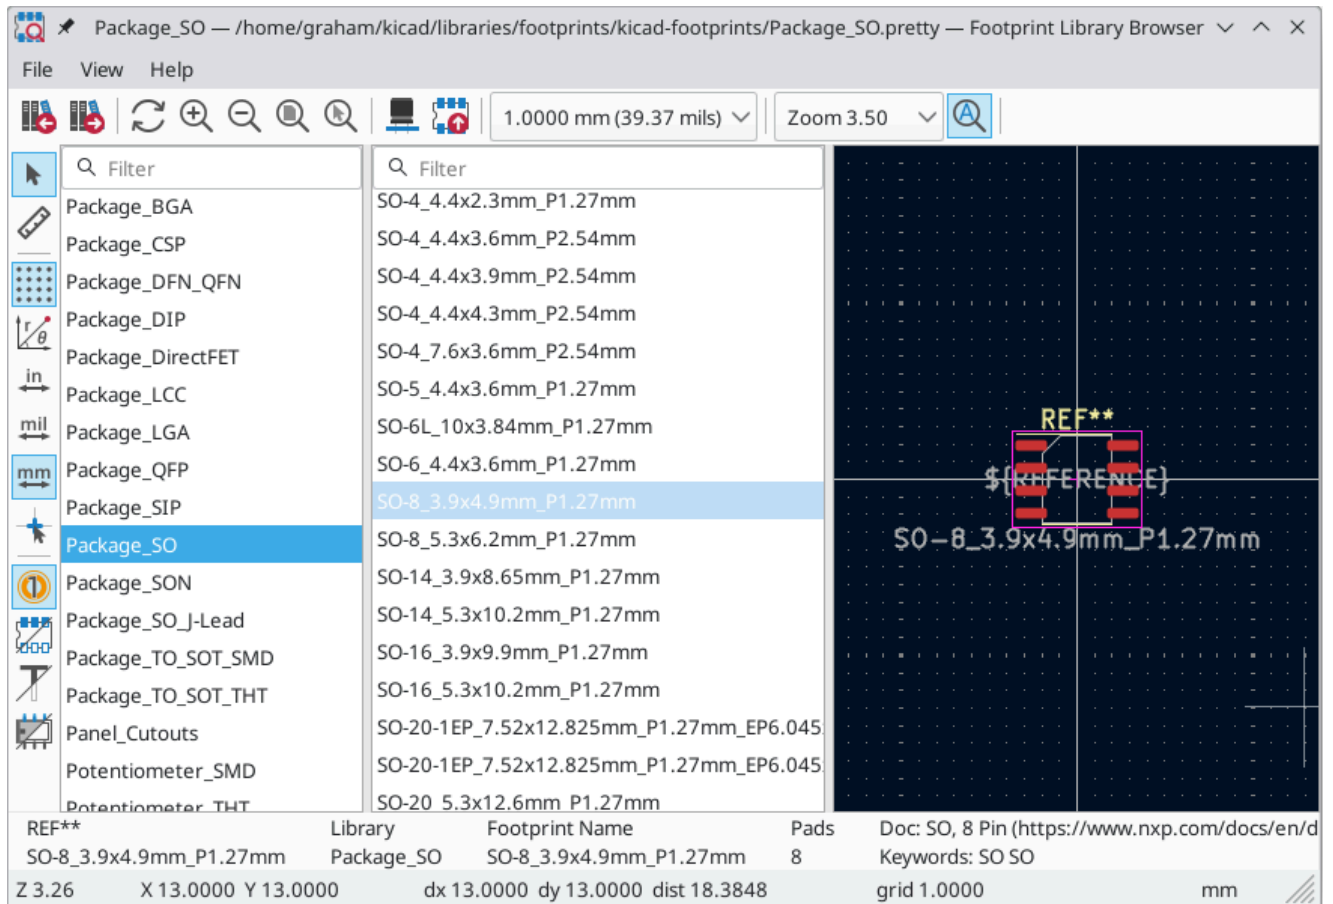 Package_SO — /home/graham/kicad/libraries/footprints/kicad-footprints/Package_SO.pretty — Footprint Library Browser
File View Help
1.0000 mm (39.37 mils)
Zoom 3.50
Filter
Package_BGA
Package_CSP
Package_DFN_QFN
Package_DIP
Package_DirectFET
Package_LCC
Package_LGA
Package_QFP
Package_SIP
Package_SO
Package_SON
Package_SO_J-Lead
Package_TO_SOT_SMD
Package_TO_SOT_THT
Panel_Cutouts
Potentiometer_SMD
Potentiometer_THT
Filter
SO-4_4.4x2.3mm_P1.27mm
SO-4_4.4x3.6mm_P2.54mm
SO-4_4.4x3.9mm_P2.54mm
SO-4_4.4x4.3mm_P2.54mm
SO-4_7.6x3.6mm_P2.54mm
SO-5_4.4x3.6mm_P1.27mm
SO-6L_10x3.84mm_P1.27mm
SO-6_4.4x3.6mm_P1.27mm
SO-8_3.9x4.9mm_P1.27mm
SO-8_5.3x6.2mm_P1.27mm
SO-14_3.9x8.65mm_P1.27mm
SO-14_5.3x10.2mm_P1.27mm
SO-16_3.9x9.9mm_P1.27mm
SO-16_5.3x10.2mm_P1.27mm
SO-20-1EP_7.52x12.825mm_P1.27mm_EP6.045
SO-20-1EP_7.52x12.825mm_P1.27mm_EP6.045
SO-20_5.3x12.6mm_P1.27mm
r
θ
in
mil
mm
REF**
${REFERENCE}
SO-8_3.9x4.9mm_P1.27mm
REF** Library Footprint Name Pads Doc: SO, 8 Pin (https://www.nxp.com/docs/en/d
SO-8_3.9x4.9mm_P1.27mm Package_SO SO-8_3.9x4.9mm_P1.27mm 8 Keywords: SO SO
Z 3.26 X 13.0000 Y 13.0000 dx 13.0000 dy 13.0000 dist 18.3848 grid 1.0000 mm